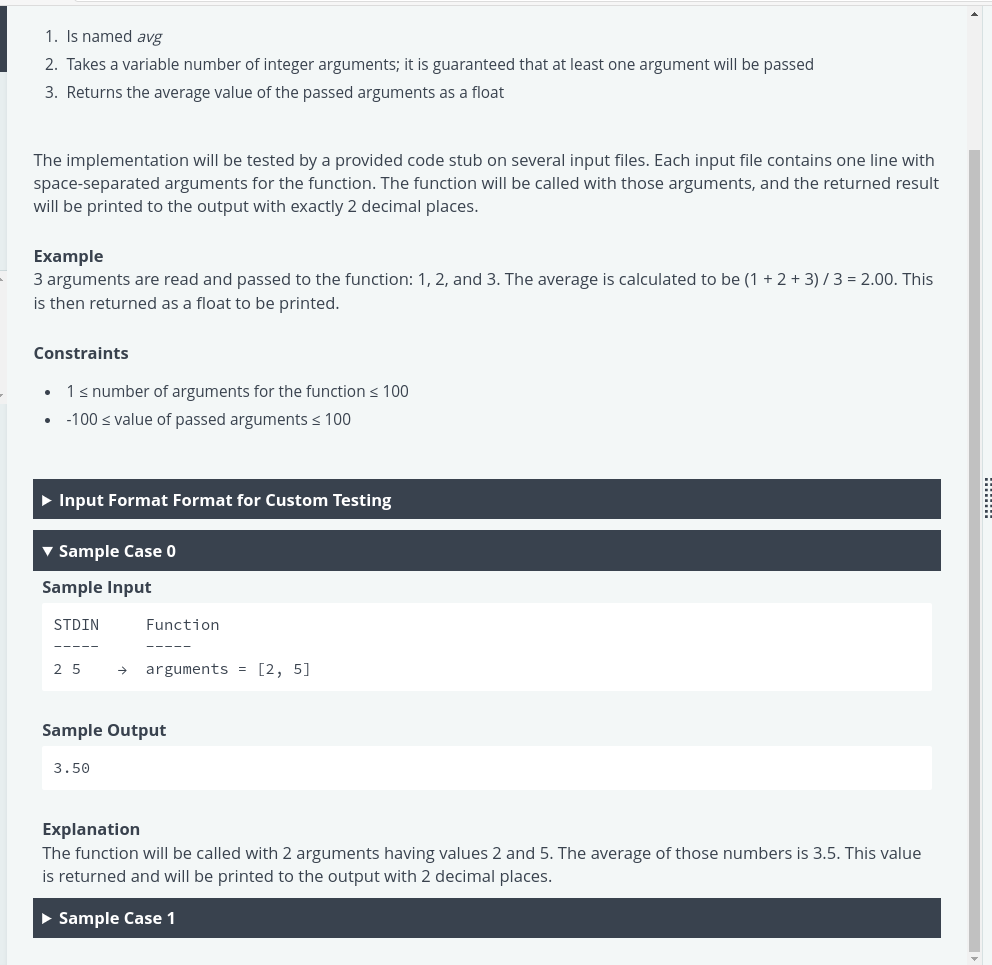 1. Is named avg
2. Takes a variable number of integer arguments; it is guaranteed that at least one argument will be passed
3. Returns the average value of the passed arguments as a float
The implementation will be tested by a provided code stub on several input files. Each input file contains one line with
space-separated arguments for the function. The function will be called with those arguments, and the returned result
will be printed to the output with exactly 2 decimal places.
Example
3 arguments are read and passed to the function: 1, 2, and 3. The average is calculated to be (1 + 2 + 3) / 3 = 2.00. This
is then returned as a float to be printed.
Constraints
• 1 ≤ number of arguments for the function ≤ 100
• -100 ≤ value of passed arguments ≤ 100
▶ Input Format Format for Custom Testing
▼ Sample Case 0
Sample Input
STDIN     Function
-----     -----
2 5    →  arguments = [2, 5]
Sample Output
3.50
Explanation
The function will be called with 2 arguments having values 2 and 5. The average of those numbers is 3.5. This value
is returned and will be printed to the output with 2 decimal places.
▶ Sample Case 1